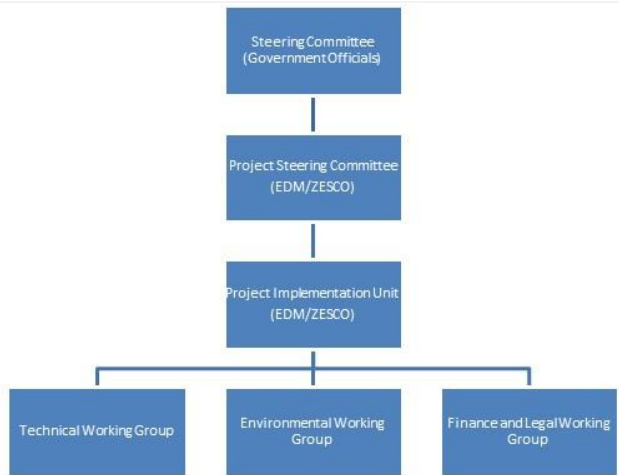 Steering Committee
(Government Officials)
Project Steering Committee
(EDM/ZESCO)
Project Implementation Unit
(EDM/ZESCO)
Technical Working Group
Environmental Working
Group
Finance and Legal Working
Group